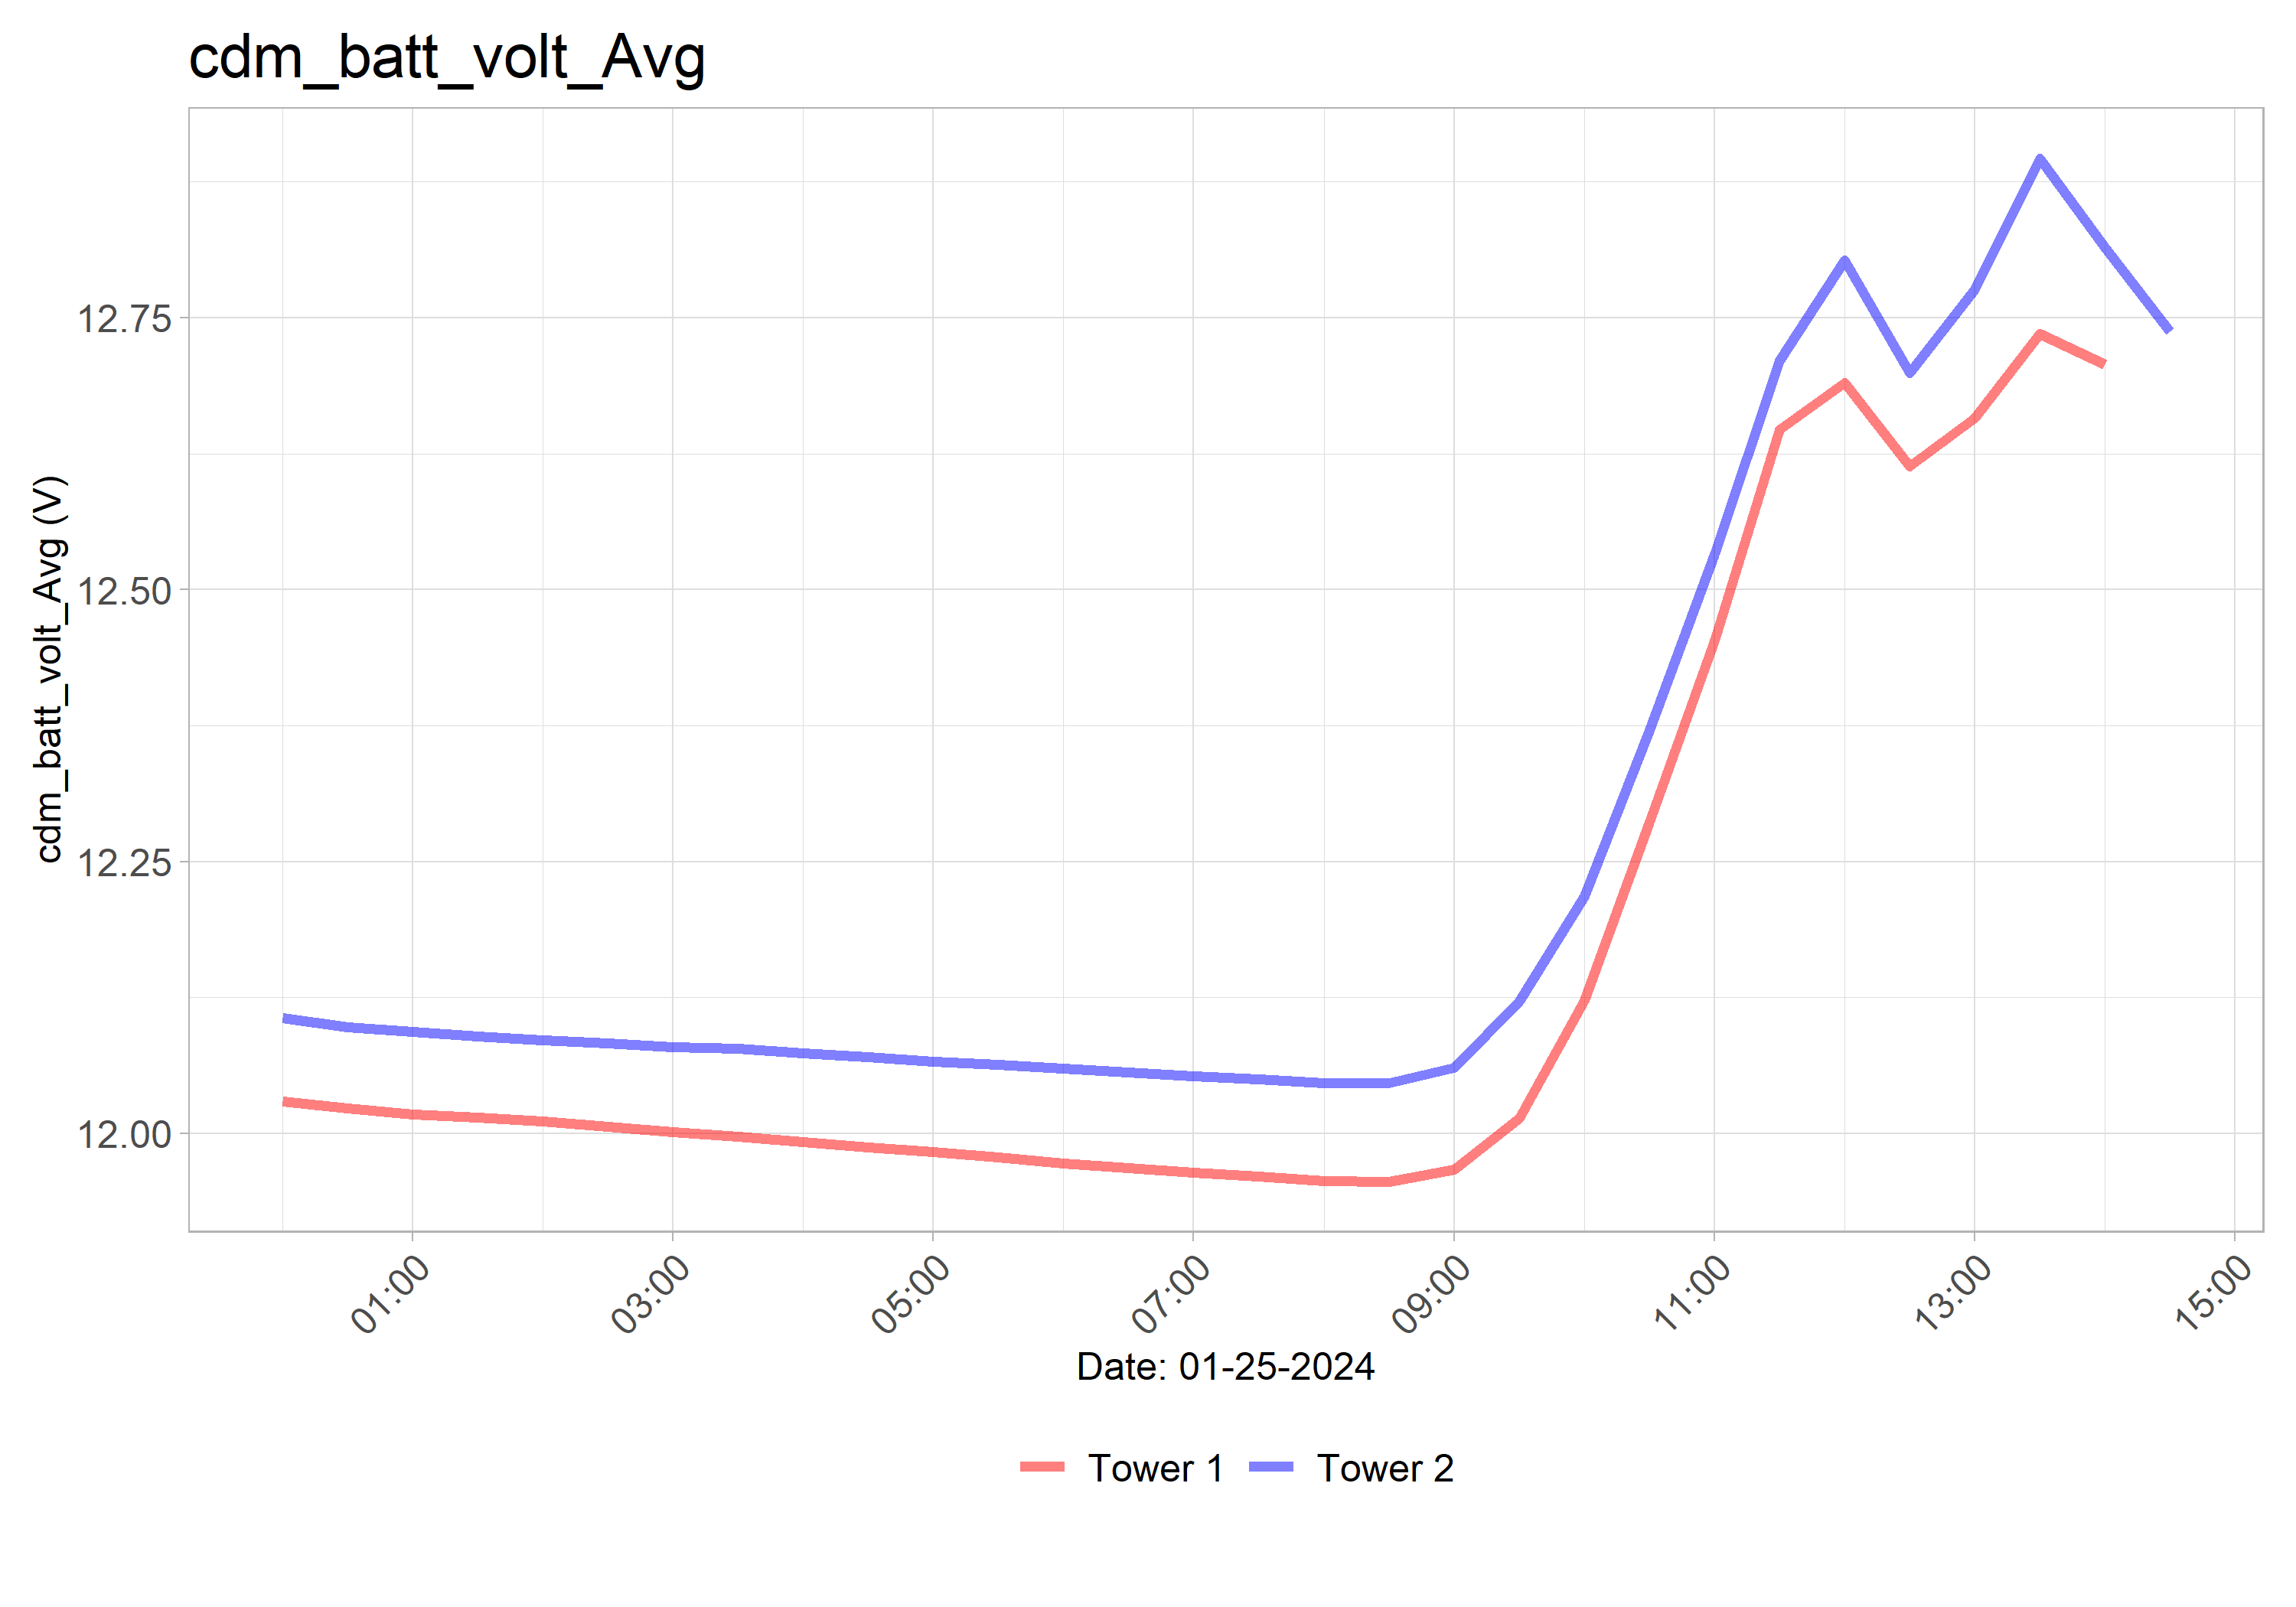 cdm_batt_volt_Avg
cdm_batt_volt_Avg (V)
12.75
12.50
12.25
12.00
01:00
03:00
05:00
07:00
09:00
11:00
13:00
15:00
Date: 01-25-2024
Tower 1
Tower 2